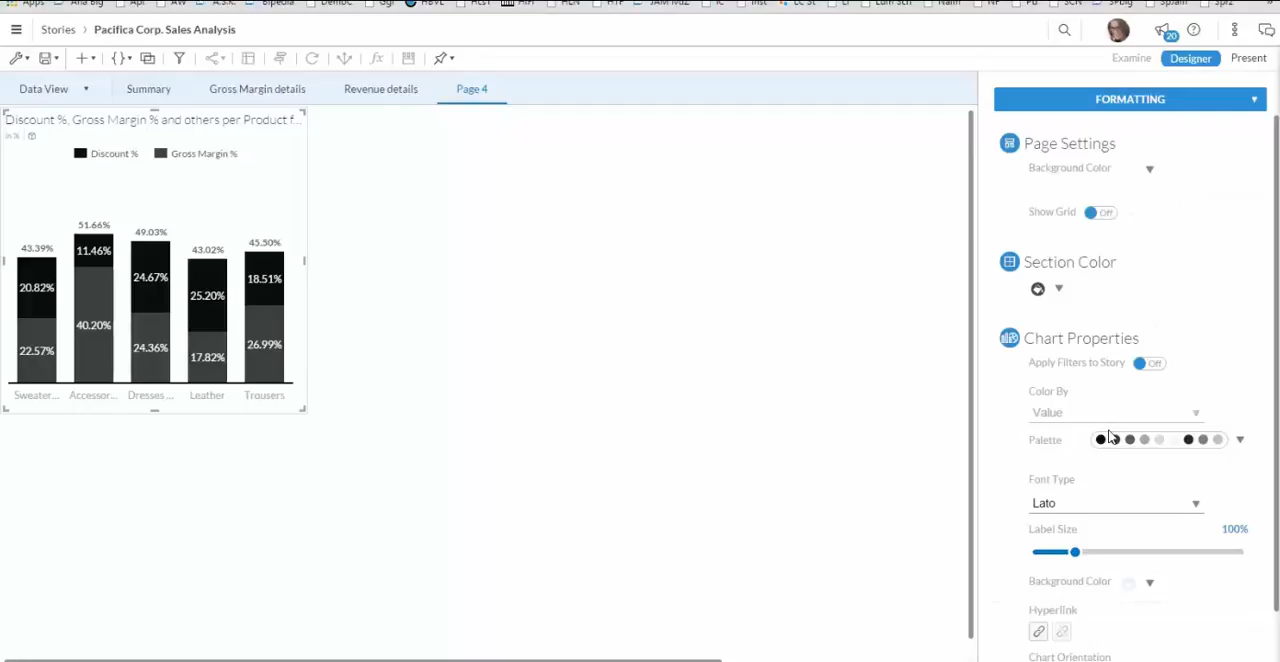 Stories > Pacifica Corp. Sales Analysis
20
Examine Designer Present
Data View Summary Gross Margin details Revenue details Page 4
FORMATTING
Discount %, Gross Margin % and others per Product f...
in %
Discount % Gross Margin %
43.39% 51.66% 49.03% 43.02% 45.50%
20.82% 11.46% 24.67% 25.20% 18.51%
22.57% 40.20% 24.36% 17.82% 26.99%
Sweater... Accessor... Dresses ... Leather Trousers
Page Settings
Background Color
Show Grid Off
Section Color
Chart Properties
Apply Filters to Story Off
Color By
Value
Palette
Font Type
Lato
Label Size 100%
Background Color
Hyperlink
Chart Orientation